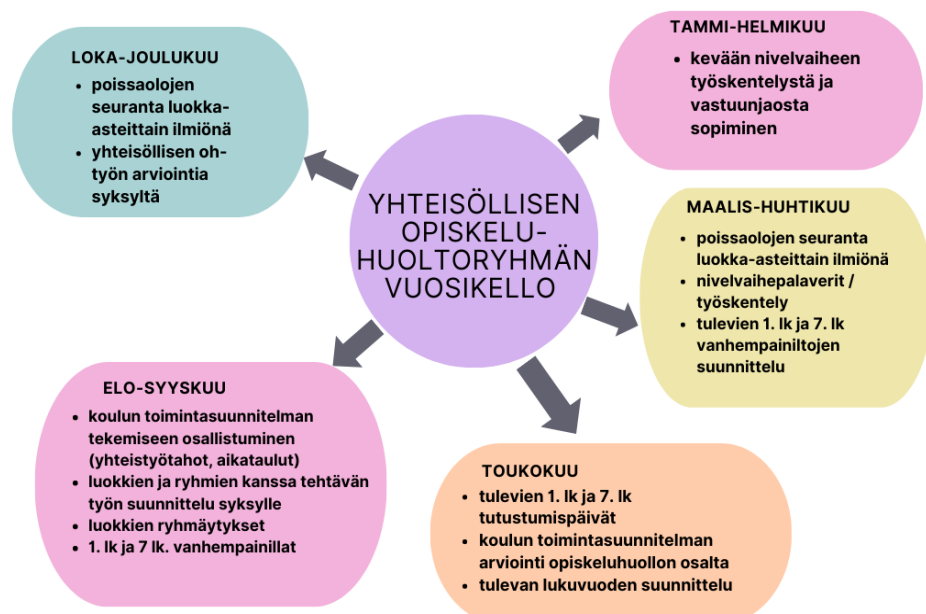 YHTEISÖLLISEN
OPISKELU-
HUOLTORYHMÄN
VUOSIKELLO
TAMMI-HELMIKUU
• kevään nivelvaiheen
työskentelystä ja
vastuunjaosta
sopiminen
MAALIS-HUHTIKUU
• poissaolojen seuranta
luokka-asteittain ilmiönä
• nivelvaihepalaverit /
työskentely
• tulevien 1. lk ja 7. lk
vanhempainiltojen
suunnittelu
TOUKOKUU
• tulevien 1. lk ja 7. lk
tutustumispäivät
• koulun toimintasuunnitelman
arviointi opiskeluhuollon osalta
• tulevan lukuvuoden suunnittelu
ELO-SYYSKUU
• koulun toimintasuunnitelman
tekemiseen osallistuminen
(yhteistyötahot, aikataulut)
• luokkien ja ryhmien kanssa tehtävän
työn suunnittelu syksylle
• luokkien ryhmäytykset
• 1. lk ja 7 lk. vanhempainillat
LOKA-JOULUKUU
• poissaolojen
seuranta luokka-
asteittain ilmiönä
• yhteisöllisen oh-
työn arviointia
syksyltä